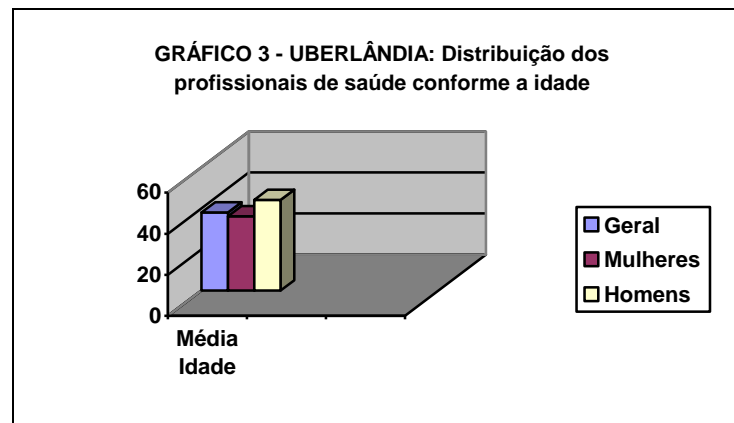 GRÁFICO 3 - UBERLÂNDIA: Distribuição dos
profissionais de saúde conforme a idade
60
40
20
0
Média
Idade
Geral
Mulheres
Homens